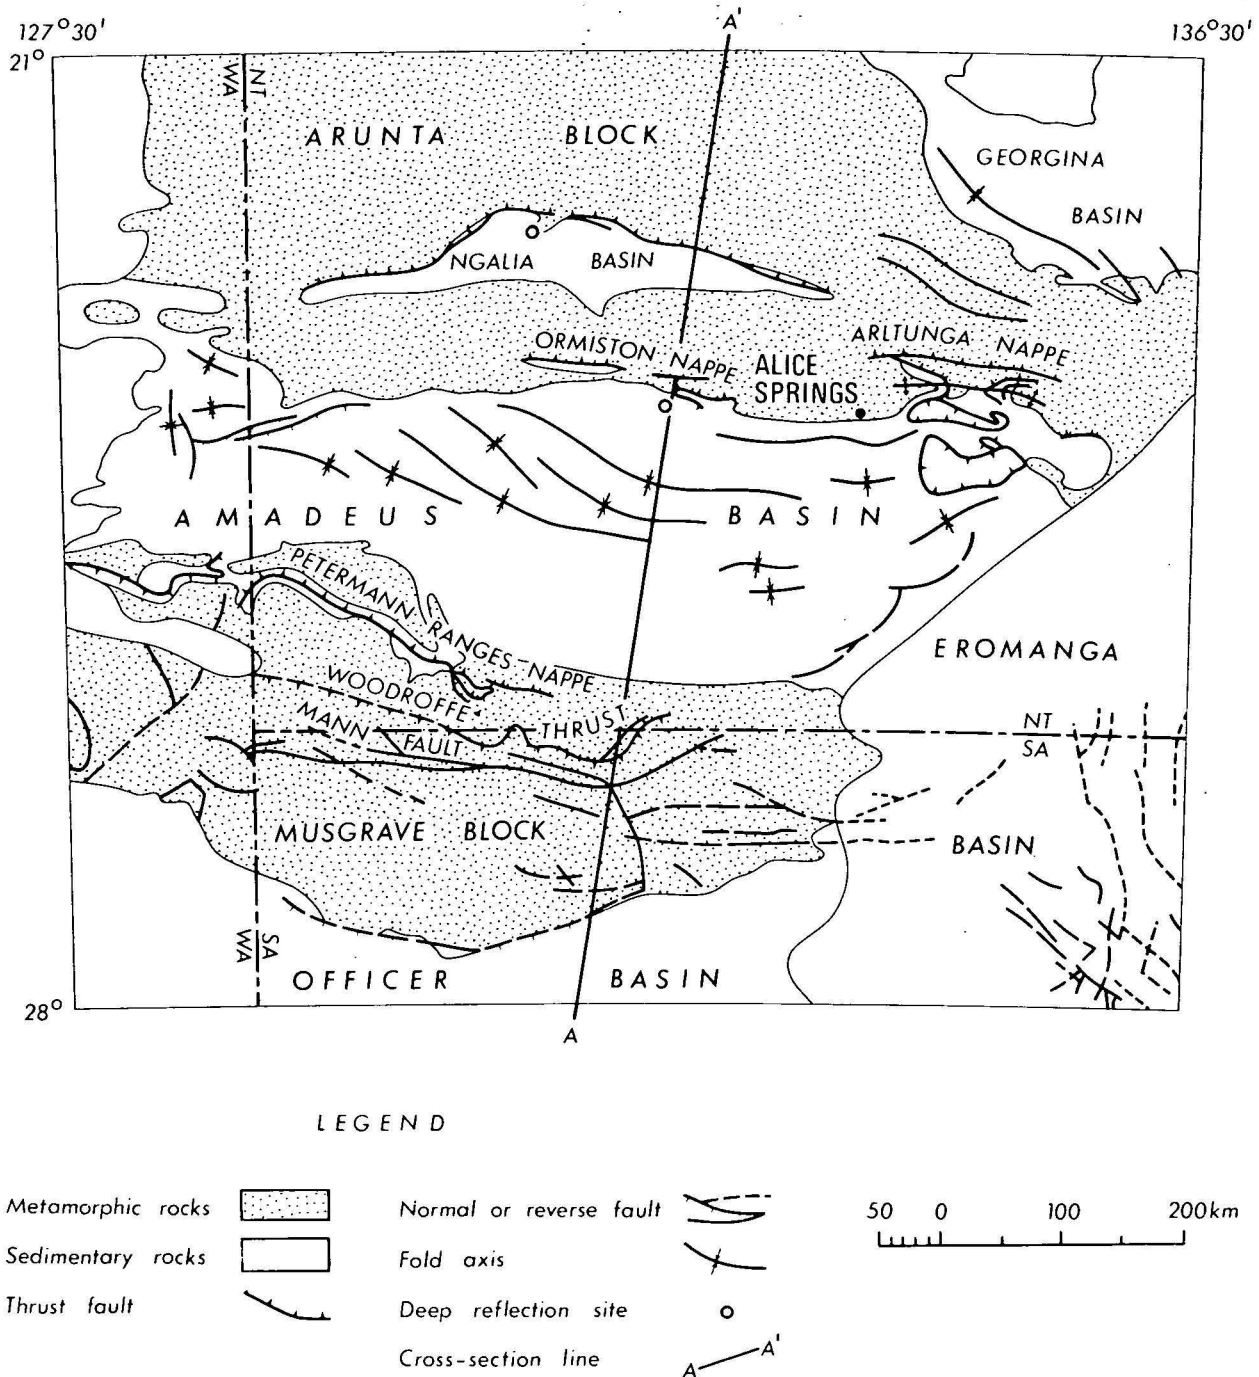 127°30'
A'
136°30'
21°
WA
NT
ARUNTA BLOCK
GEORGINA
BASIN
NGALIA BASIN
ORMISTON NAPPE
ARLTUNGA NAPPE
ALICE
SPRINGS
AMADEUS BASIN
PETERMANN RANGES NAPPE
EROMANGA
WOODROFFE THRUST
MANN FAULT
NT
SA
MUSGRAVE BLOCK
BASIN
WA
SA
OFFICER BASIN
28°
A
LEGEND
Metamorphic rocks
Sedimentary rocks
Thrust fault
Normal or reverse fault
Fold axis
Deep reflection site
Cross-section line
A
A'
50 0 100 200 km